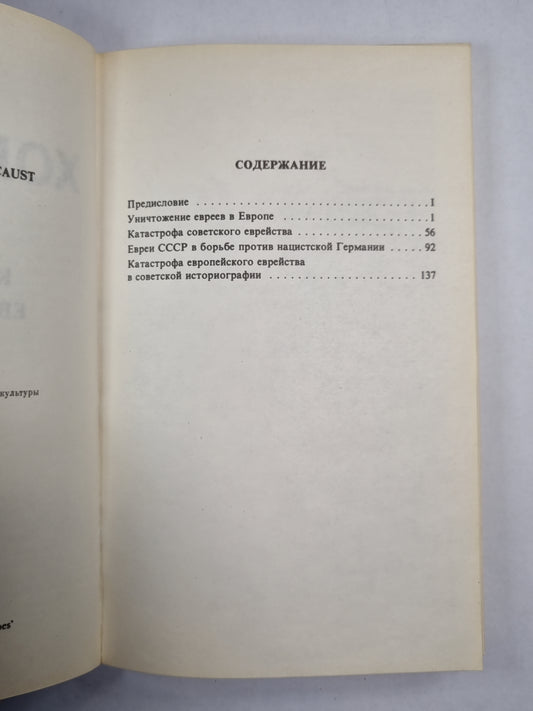 CAUST
культуры
СОДЕРЖАНИЕ
Предисловие . . . . . . . . . . . . . . . . . . . . . . . . . . . . . . . . I
Уничтожение евреев в Европе . . . . . . . . . . . . . . . . . . . . . 1
Катастрофа советского еврейства . . . . . . . . . . . . . . . . . . . 56
Евреи СССР в борьбе против нацистской Германии . . . . . 92
Катастрофа европейского еврейства
в советской историографии . . . . . . . . . . . . . . . . . . . . . 137